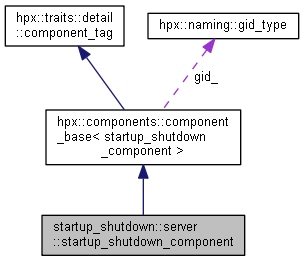 hpx::traits::detail
::component_tag
hpx::naming::gid_type
gid_
hpx::components::component
_base< startup_shutdown
_component >
startup_shutdown::server
::startup_shutdown_component